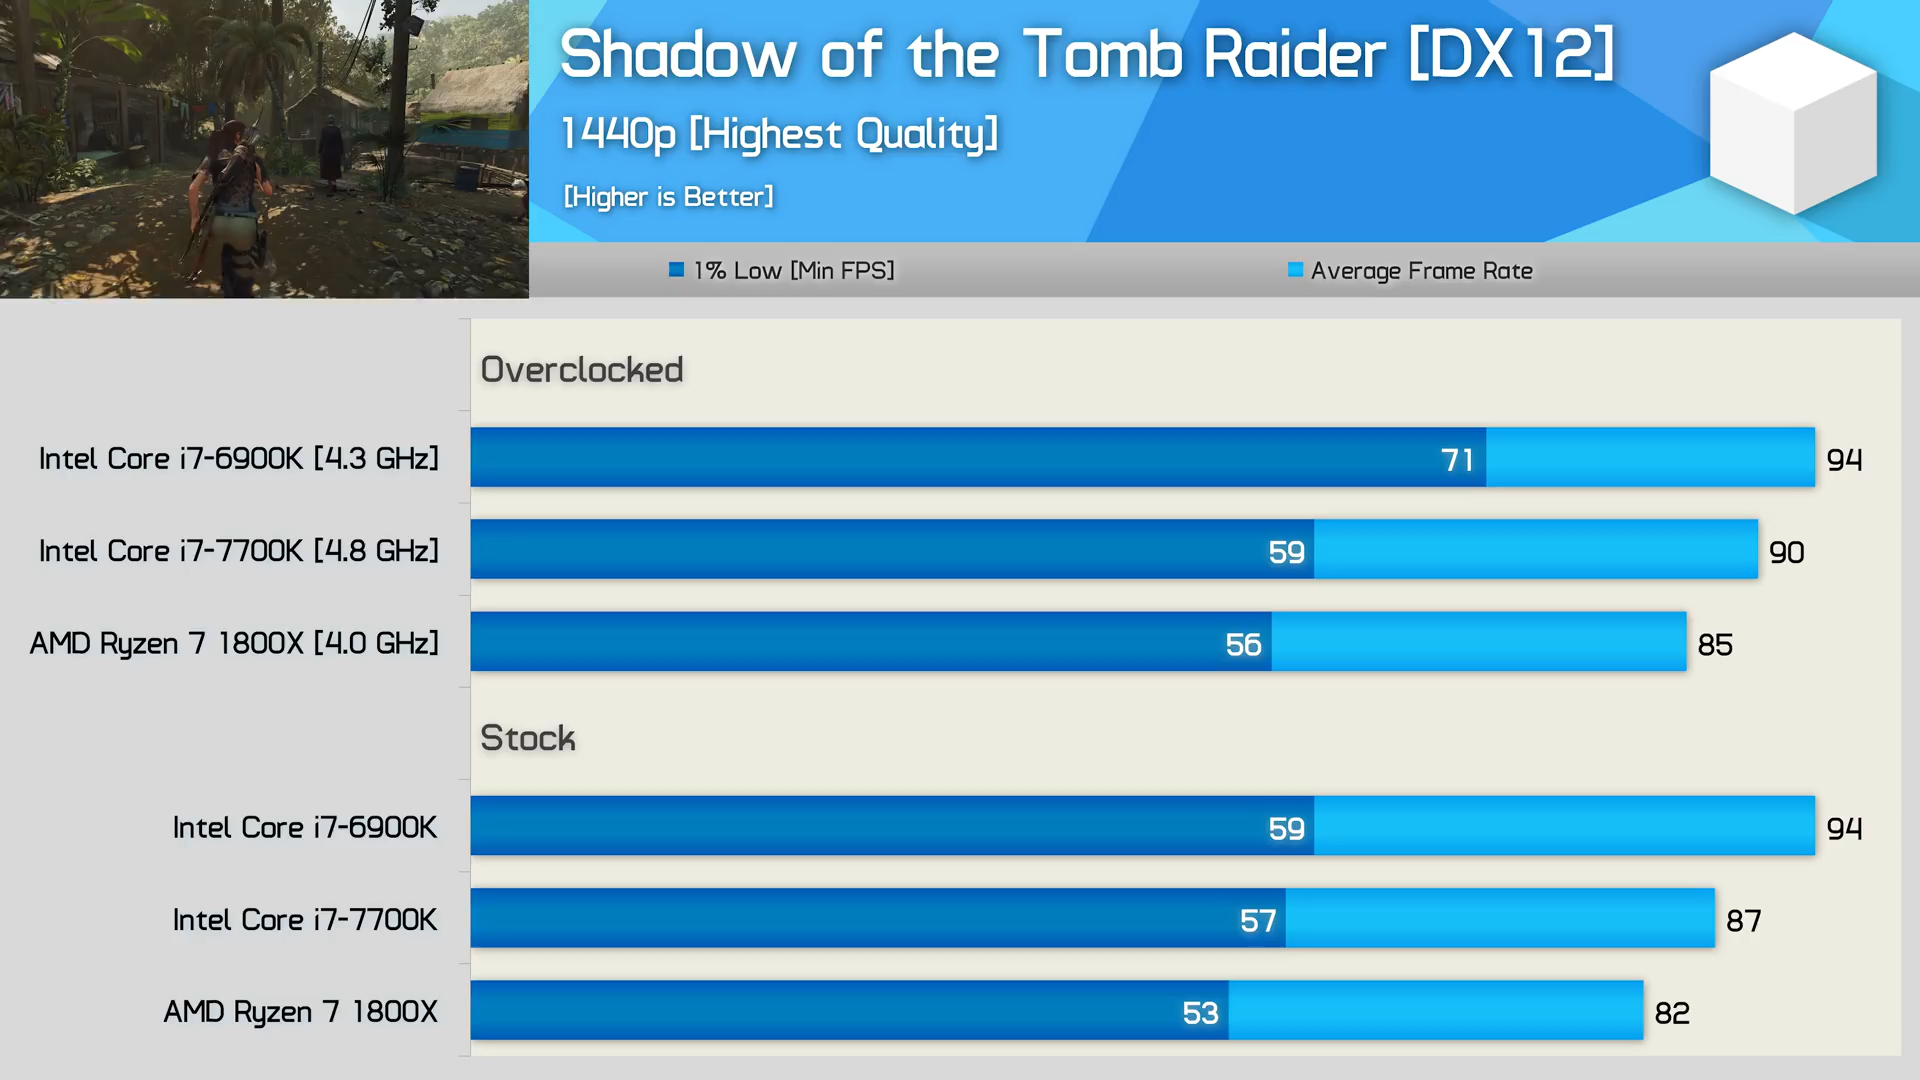 Shadow of the Tomb Raider [DX12]
1440p [Highest Quality]
[Higher is Better]
1% Low [Min FPS]
Average Frame Rate
Overclocked
Intel Core i7-6900K [4.3 GHz] 71 94
Intel Core i7-7700K [4.8 GHz] 59 90
AMD Ryzen 7 1800X [4.0 GHz] 56 85
Stock
Intel Core i7-6900K 59 94
Intel Core i7-7700K 57 87
AMD Ryzen 7 1800X 53 82